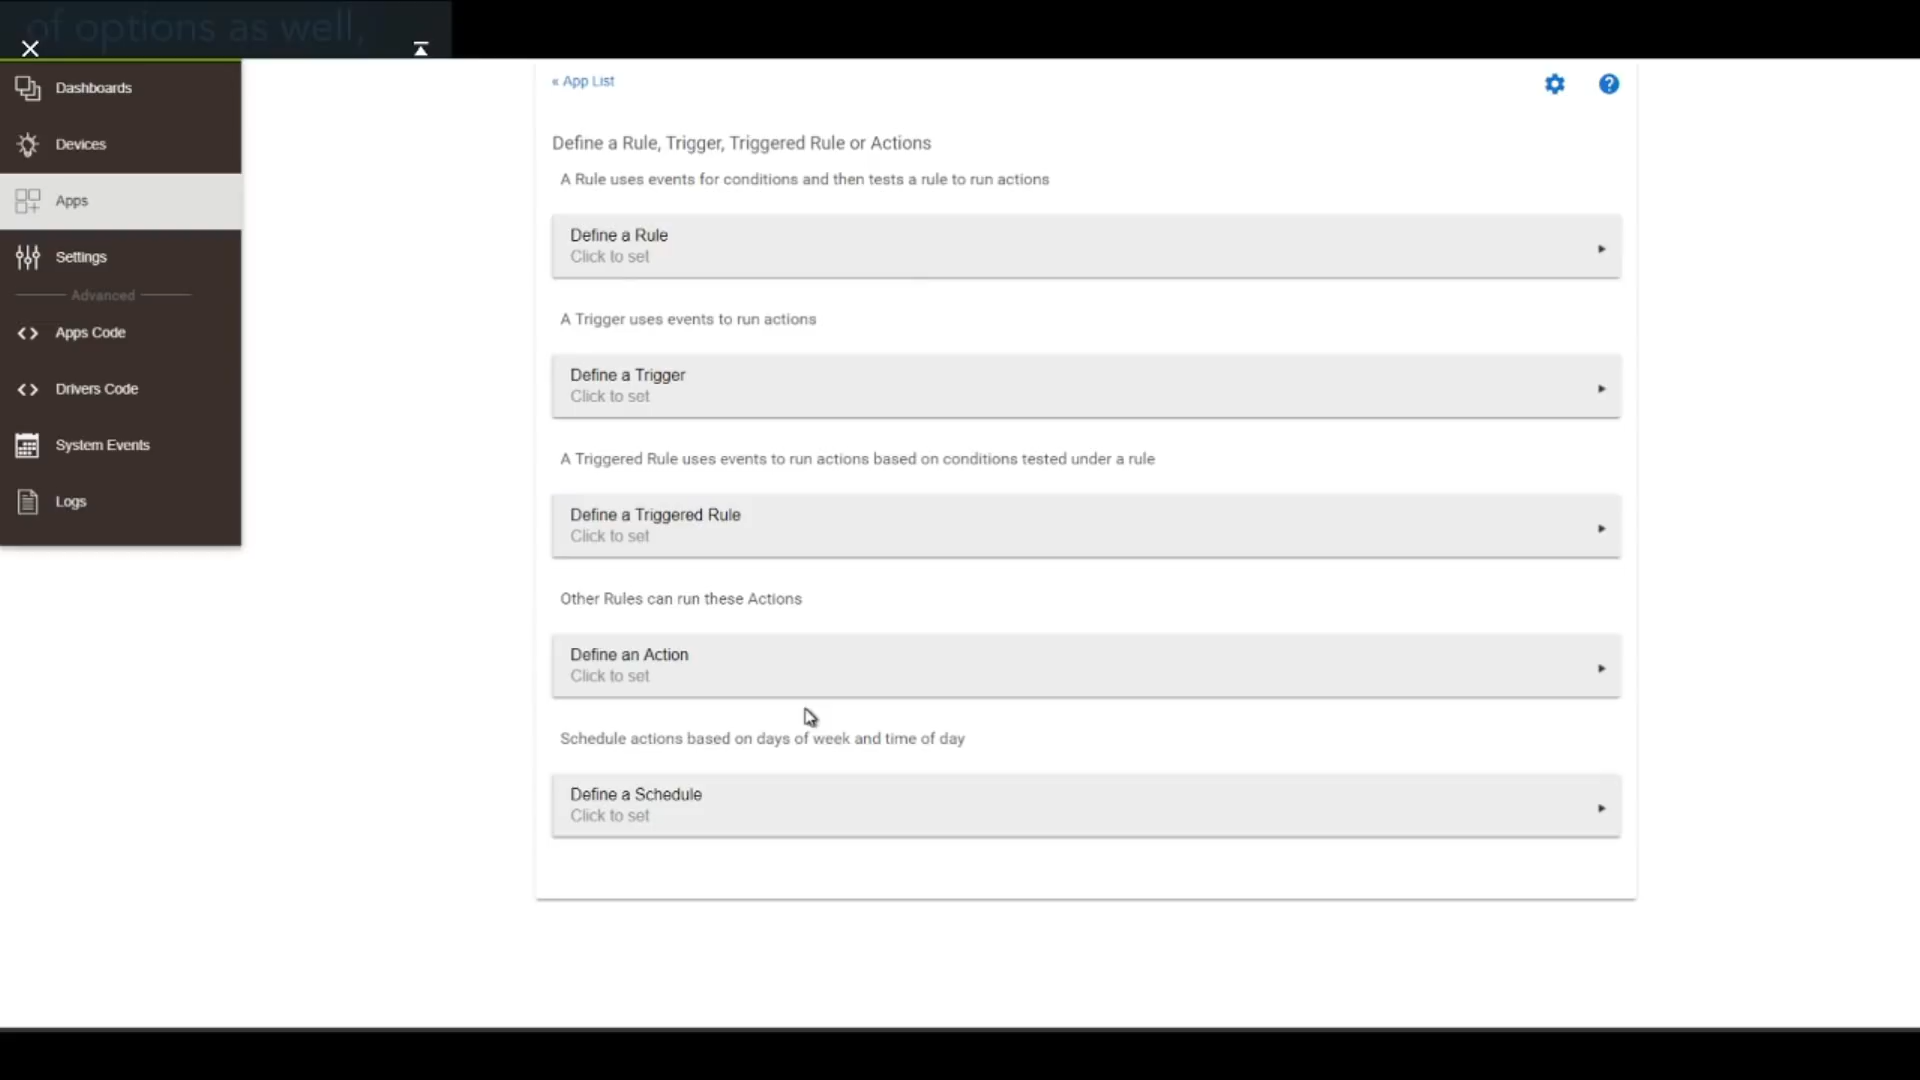 of options as well,
Dashboards
Devices
Apps
Settings
Advanced
Apps Code
Drivers Code
System Events
Logs
« App List
Define a Rule, Trigger, Triggered Rule or Actions
A Rule uses events for conditions and then tests a rule to run actions
Define a Rule
Click to set
A Trigger uses events to run actions
Define a Trigger
Click to set
A Triggered Rule uses events to run actions based on conditions tested under a rule
Define a Triggered Rule
Click to set
Other Rules can run these Actions
Define an Action
Click to set
Schedule actions based on days of week and time of day
Define a Schedule
Click to set